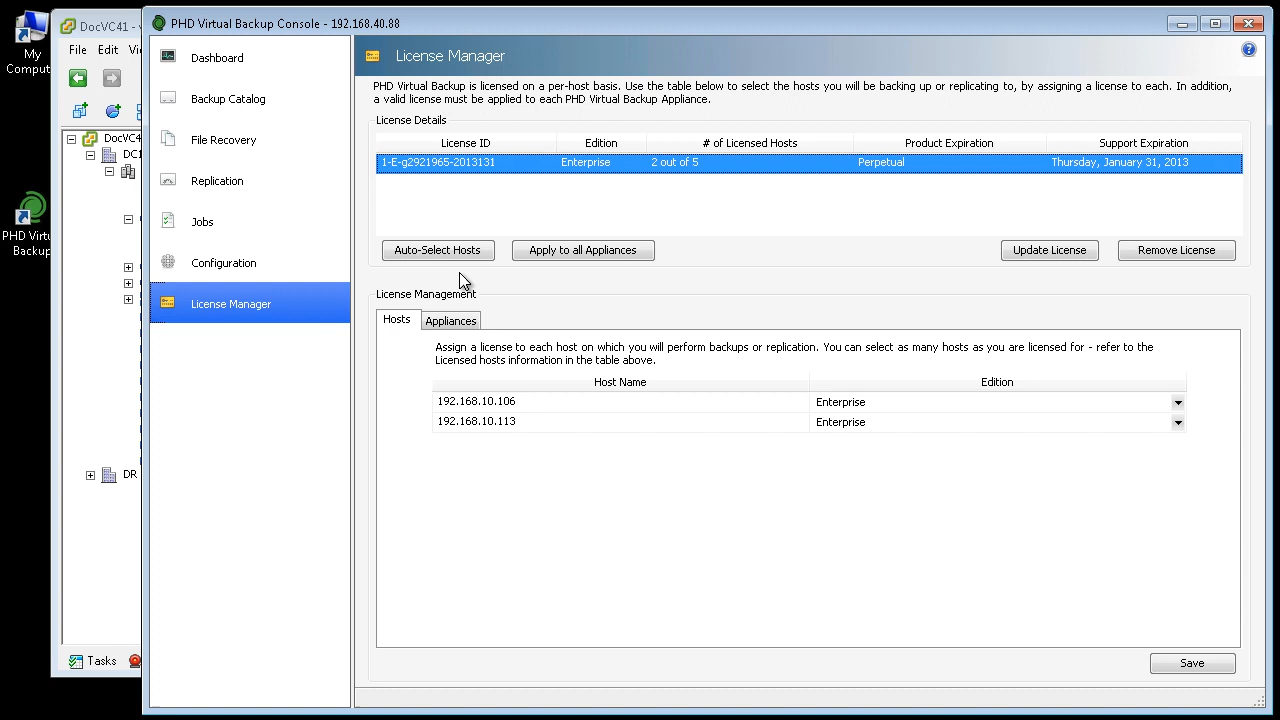 My
Comput
PHD Virtu
Backup
DocVC41 - v
File Edit Vi
DocVC4
DC1
DR
Tasks
PHD Virtual Backup Console - 192.168.40.88
Dashboard
Backup Catalog
File Recovery
Replication
Jobs
Configuration
License Manager
License Manager
PHD Virtual Backup is licensed on a per-host basis. Use the table below to select the hosts you will be backing up or replicating to, by assigning a license to each. In addition,
a valid license must be applied to each PHD Virtual Backup Appliance.
License Details
License ID Edition # of Licensed Hosts Product Expiration Support Expiration
1-E-g2921965-2013131 Enterprise 2 out of 5 Perpetual Thursday, January 31, 2013
Auto-Select Hosts Apply to all Appliances Update License Remove License
License Management
Hosts Appliances
Assign a license to each host on which you will perform backups or replication. You can select as many hosts as you are licensed for - refer to the
Licensed hosts information in the table above.
Host Name Edition
192.168.10.106 Enterprise
192.168.10.113 Enterprise
Save